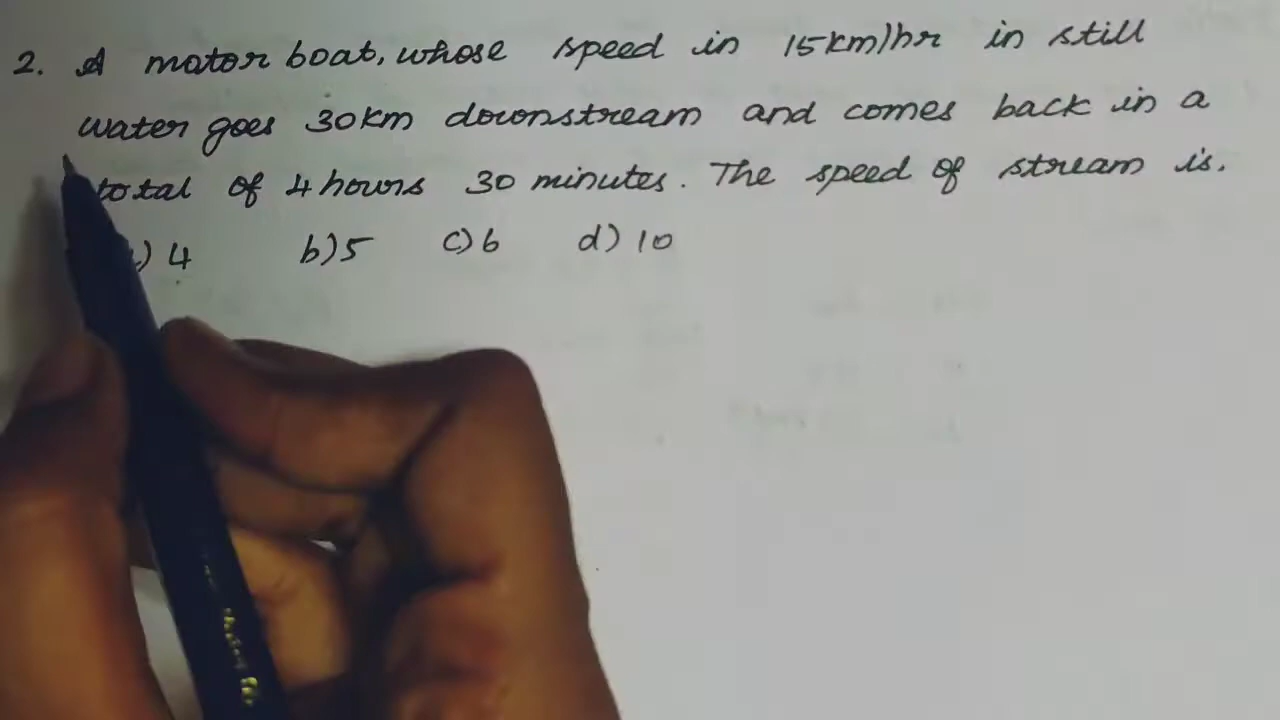 2. A motor boat, whose speed in 15km/hr in still
water goes 30km downstream and comes back in a
total of 4 hours 30 minutes. The speed of stream is.
) 4 b) 5 c) 6 d) 10